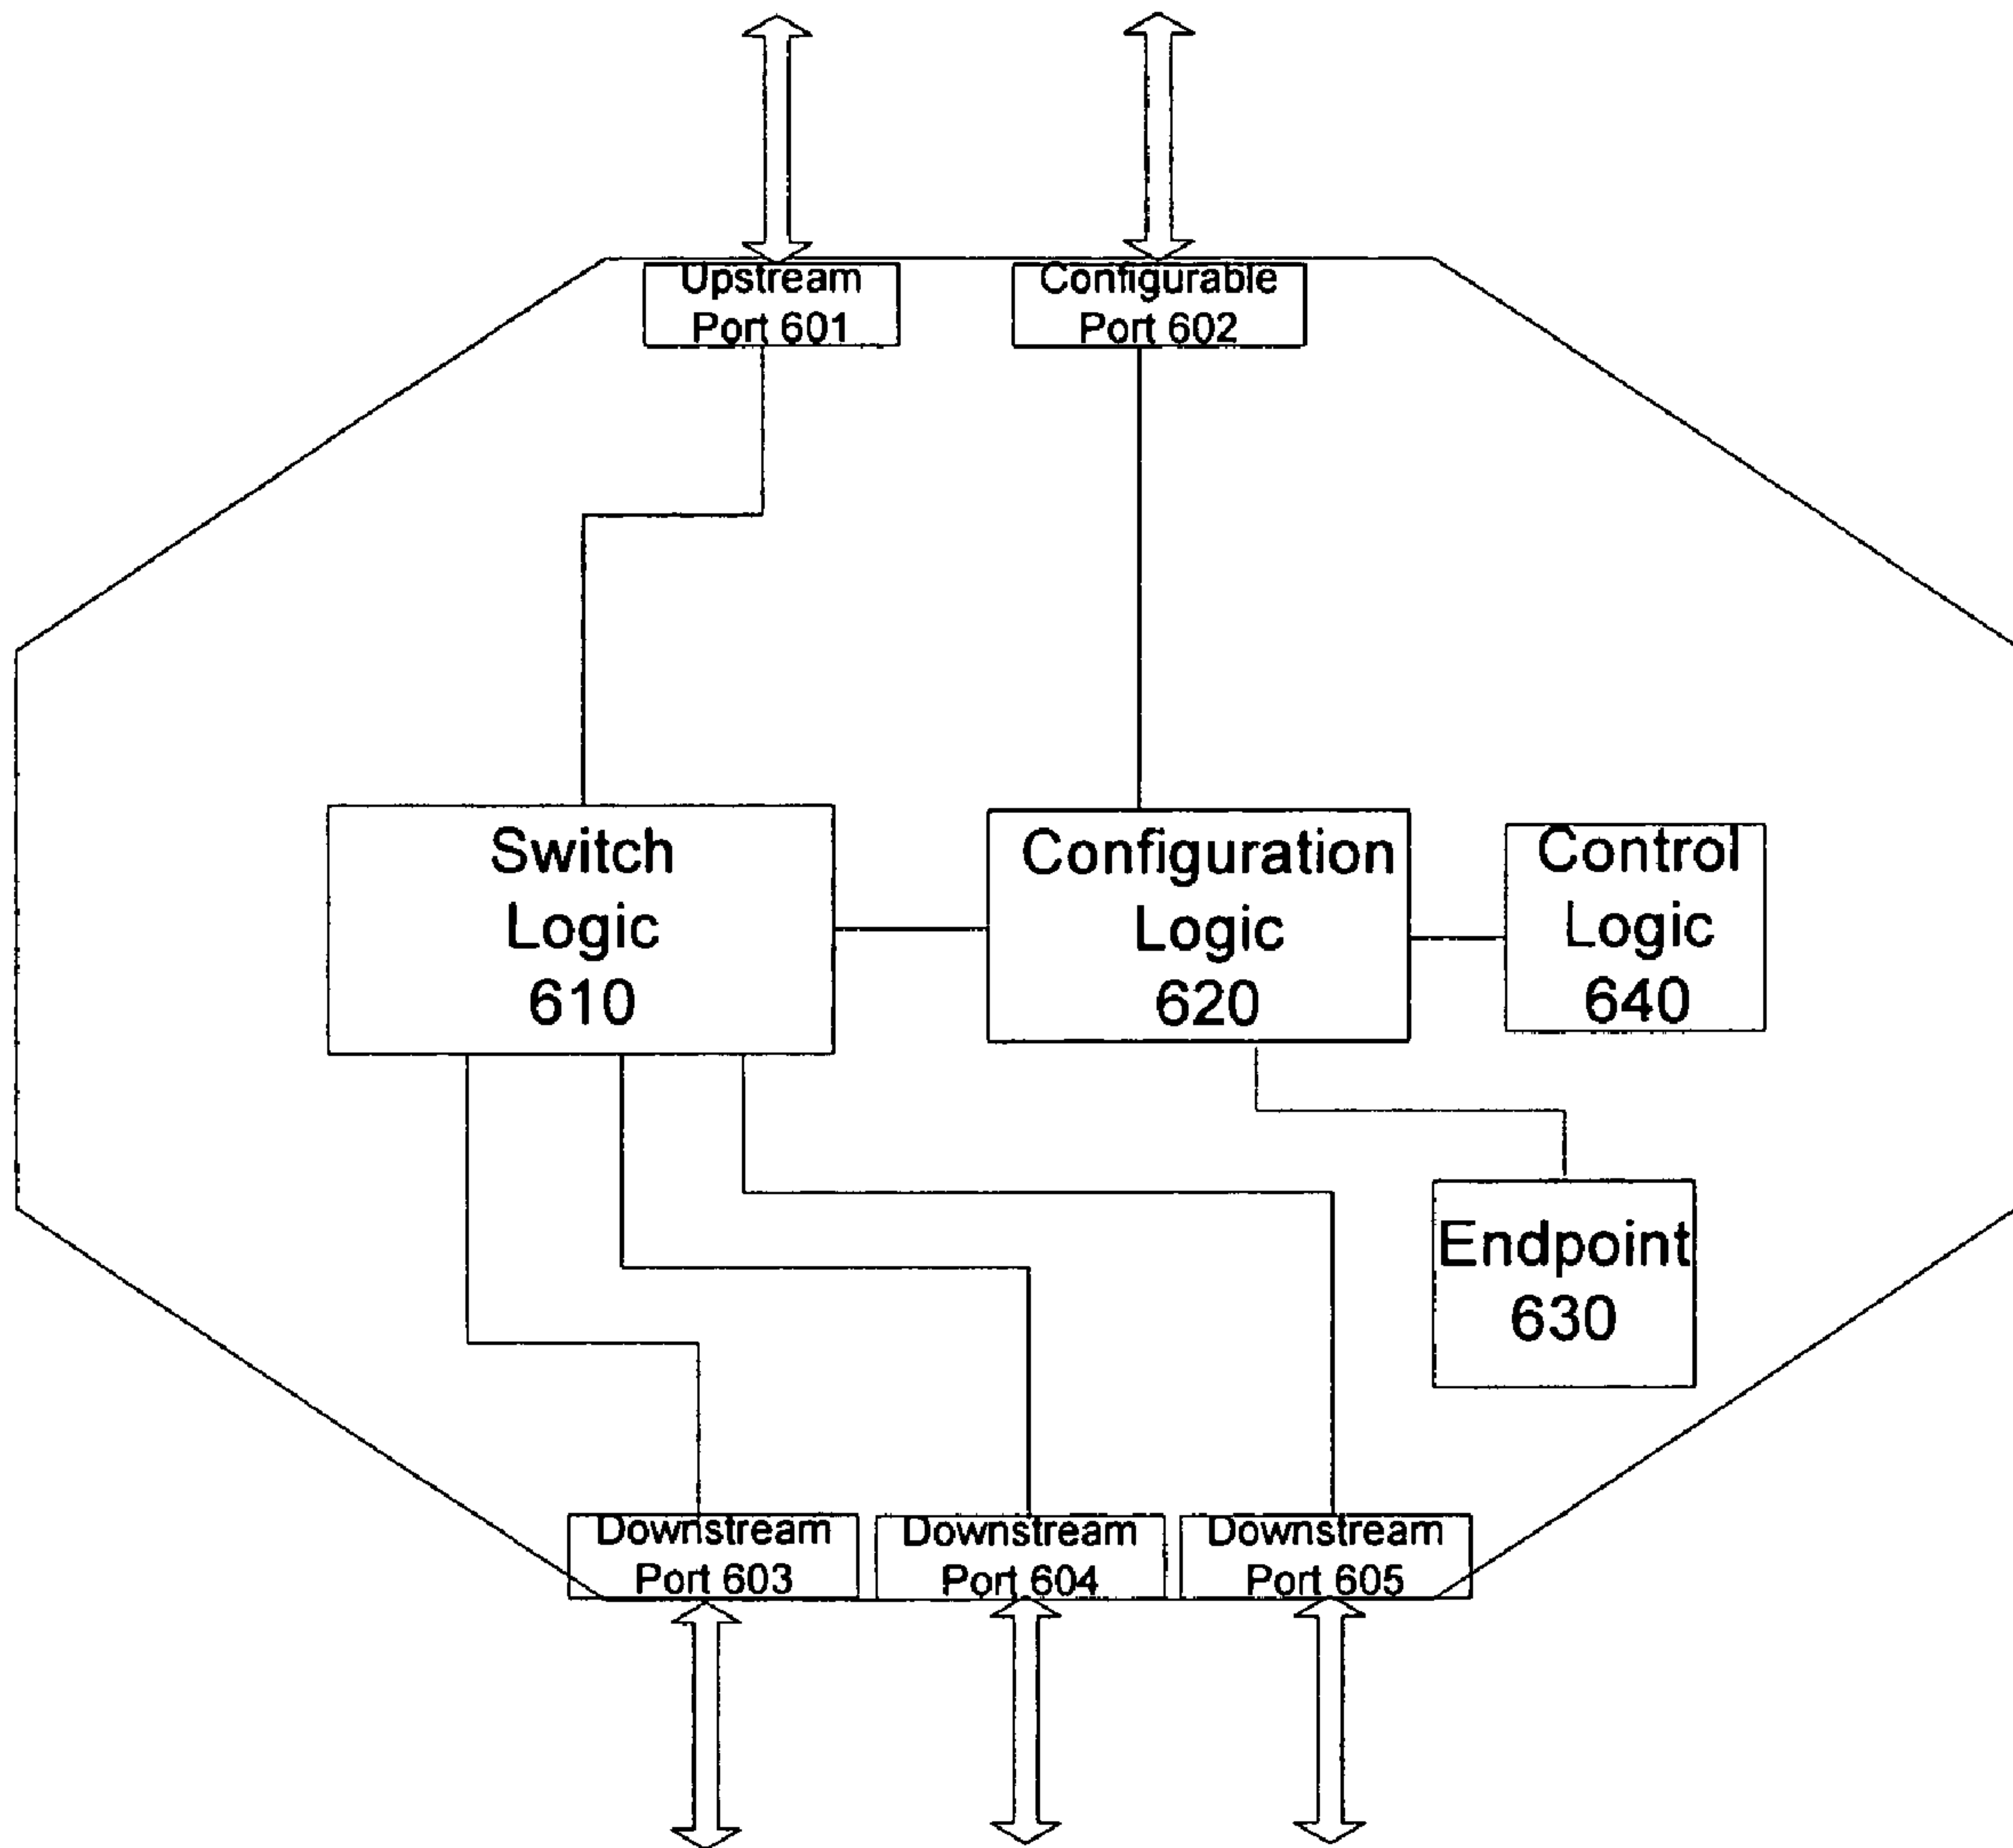 Upstream
Port 601
Configurable
Port 602
Switch
Logic
610
Configuration
Logic
620
Control
Logic
640
Endpoint
630
Downstream
Port 603
Downstream
Port 604
Downstream
Port 605